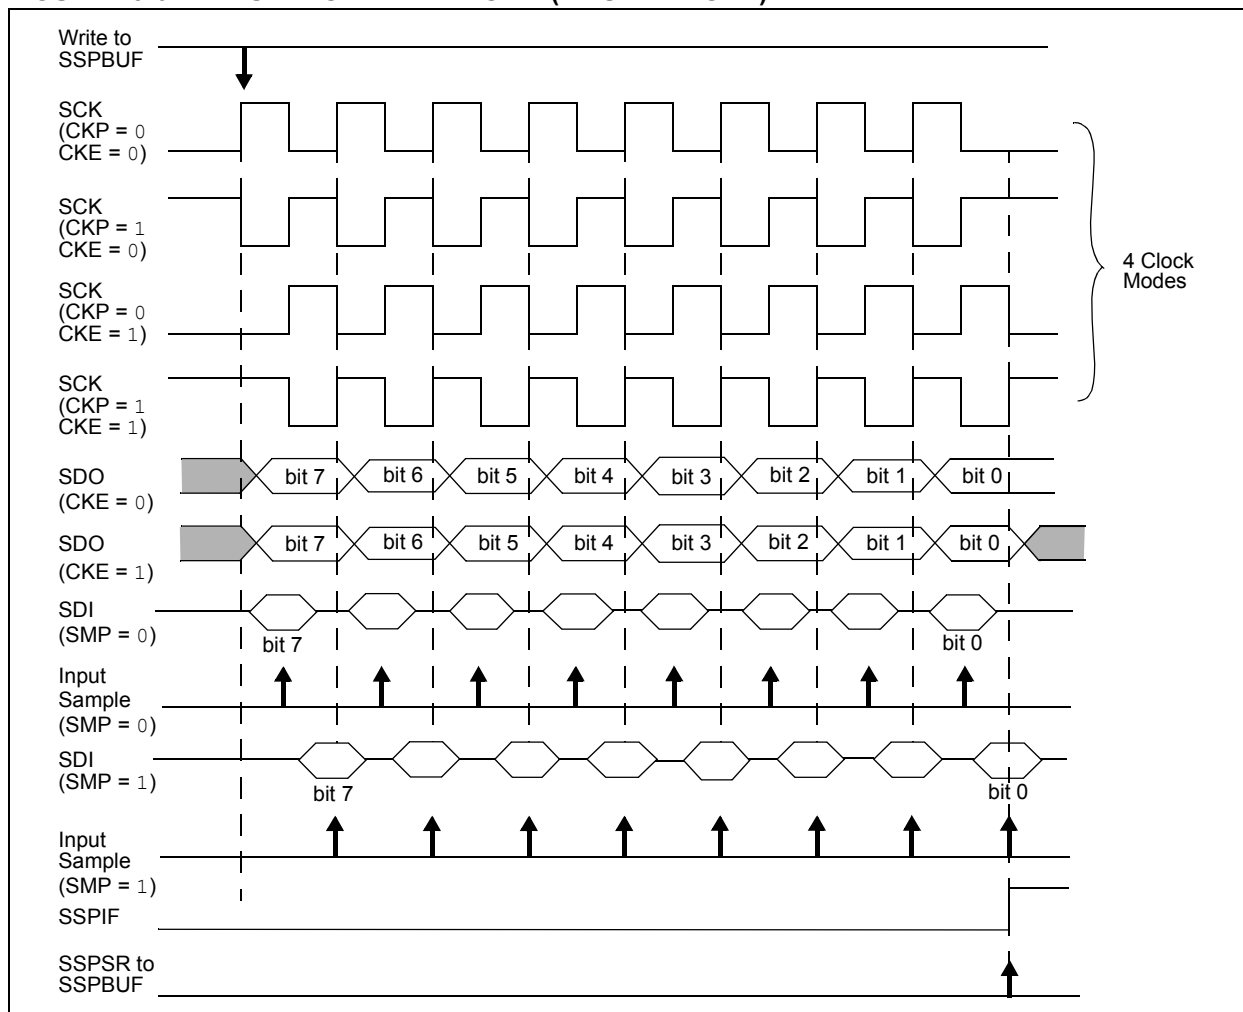 Write to
SSPBUF
SCK
(CKP = 0
CKE = 0)
SCK
(CKP = 1
CKE = 0)
4 Clock
Modes
SCK
(CKP = 0
CKE = 1)
SCK
(CKP = 1
CKE = 1)
SDO
(CKE = 0)
bit 7 bit 6 bit 5 bit 4 bit 3 bit 2 bit 1 bit 0
SDO
(CKE = 1)
bit 7 bit 6 bit 5 bit 4 bit 3 bit 2 bit 1 bit 0
SDI
(SMP = 0)
bit 7 bit 0
Input
Sample
(SMP = 0)
SDI
(SMP = 1)
bit 7 bit 0
Input
Sample
(SMP = 1)
SSPIF
SSPSR to
SSPBUF